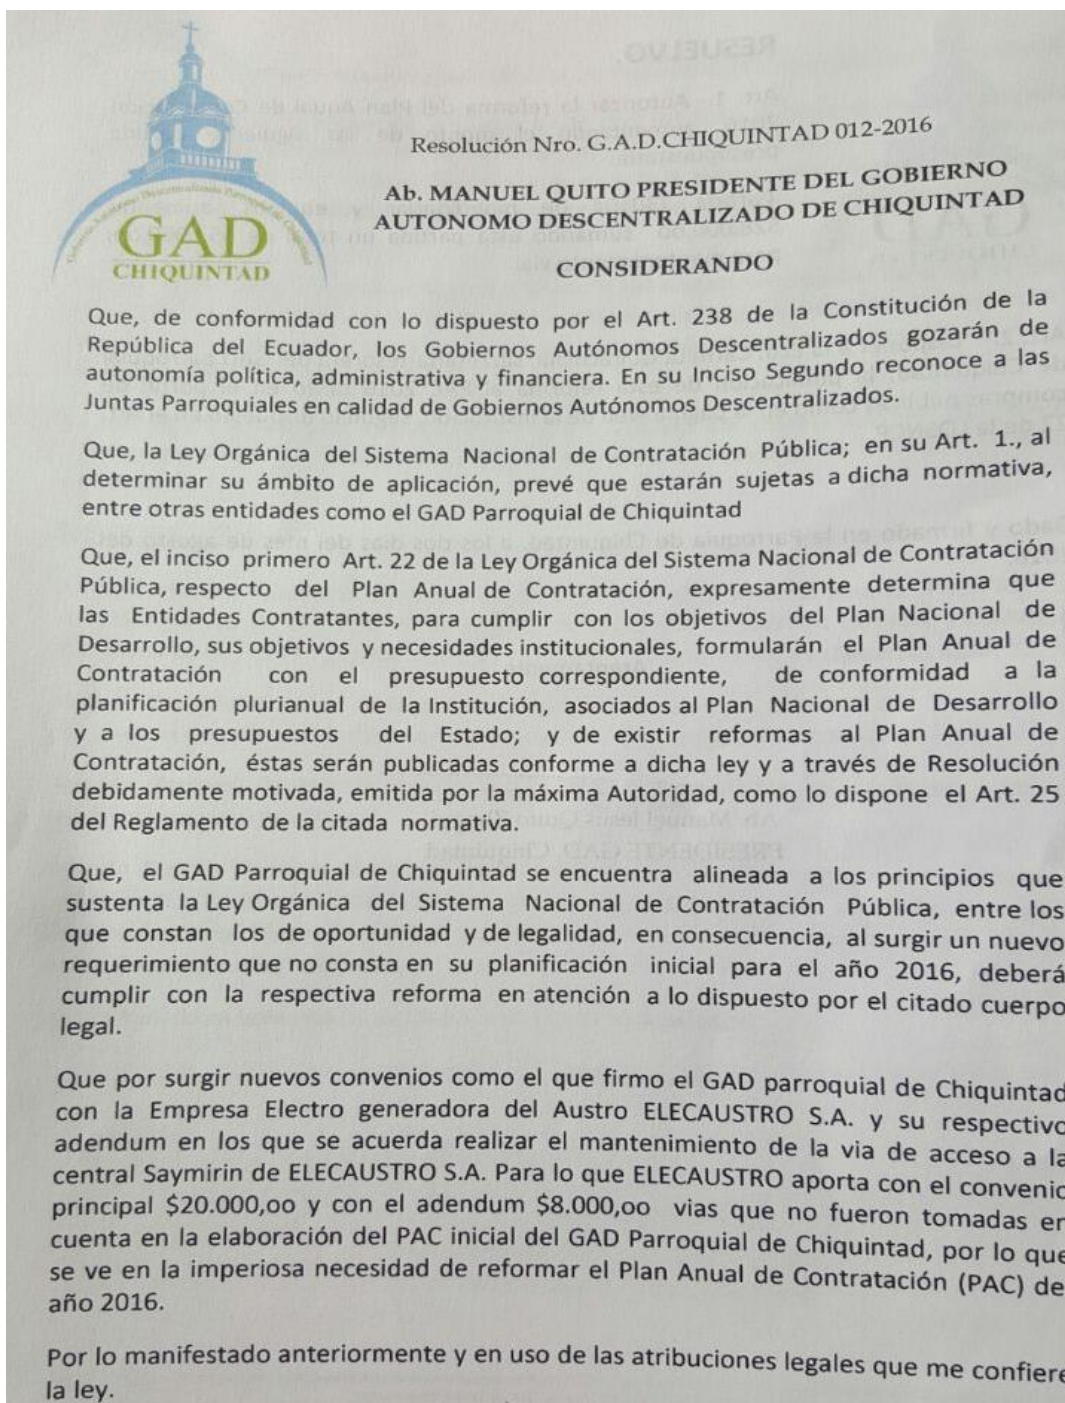 Gobierno Autónomo Descentralizado Parroquial de Chiquintad
GAD
CHIQUINTAD
Resolución Nro. G.A.D.CHIQUINTAD 012-2016
Ab. MANUEL QUITO PRESIDENTE DEL GOBIERNO
AUTONOMO DESCENTRALIZADO DE CHIQUINTAD
CONSIDERANDO
Que, de conformidad con lo dispuesto por el Art. 238 de la Constitución de la
República del Ecuador, los Gobiernos Autónomos Descentralizados gozarán de
autonomía política, administrativa y financiera. En su Inciso Segundo reconoce a las
Juntas Parroquiales en calidad de Gobiernos Autónomos Descentralizados.
Que, la Ley Orgánica del Sistema Nacional de Contratación Pública; en su Art. 1., al
determinar su ámbito de aplicación, prevé que estarán sujetas a dicha normativa,
entre otras entidades como el GAD Parroquial de Chiquintad
Que, el inciso primero Art. 22 de la Ley Orgánica del Sistema Nacional de Contratación
Pública, respecto del Plan Anual de Contratación, expresamente determina que
las Entidades Contratantes, para cumplir con los objetivos del Plan Nacional de
Desarrollo, sus objetivos y necesidades institucionales, formularán el Plan Anual de
Contratación con el presupuesto correspondiente, de conformidad a la
planificación plurianual de la Institución, asociados al Plan Nacional de Desarrollo
y a los presupuestos del Estado; y de existir reformas al Plan Anual de
Contratación, éstas serán publicadas conforme a dicha ley y a través de Resolución
debidamente motivada, emitida por la máxima Autoridad, como lo dispone el Art. 25
del Reglamento de la citada normativa.
Que, el GAD Parroquial de Chiquintad se encuentra alineada a los principios que
sustenta la Ley Orgánica del Sistema Nacional de Contratación Pública, entre los
que constan los de oportunidad y de legalidad, en consecuencia, al surgir un nuevo
requerimiento que no consta en su planificación inicial para el año 2016, deberá
cumplir con la respectiva reforma en atención a lo dispuesto por el citado cuerpo
legal.
Que por surgir nuevos convenios como el que firmo el GAD parroquial de Chiquintad
con la Empresa Electro generadora del Austro ELECAUSTRO S.A. y su respectivo
adendum en los que se acuerda realizar el mantenimiento de la via de acceso a la
central Saymirin de ELECAUSTRO S.A. Para lo que ELECAUSTRO aporta con el convenio
principal $20.000,oo y con el adendum $8.000,oo vias que no fueron tomadas en
cuenta en la elaboración del PAC inicial del GAD Parroquial de Chiquintad, por lo que
se ve en la imperiosa necesidad de reformar el Plan Anual de Contratación (PAC) de
año 2016.
Por lo manifestado anteriormente y en uso de las atribuciones legales que me confiere
la ley.